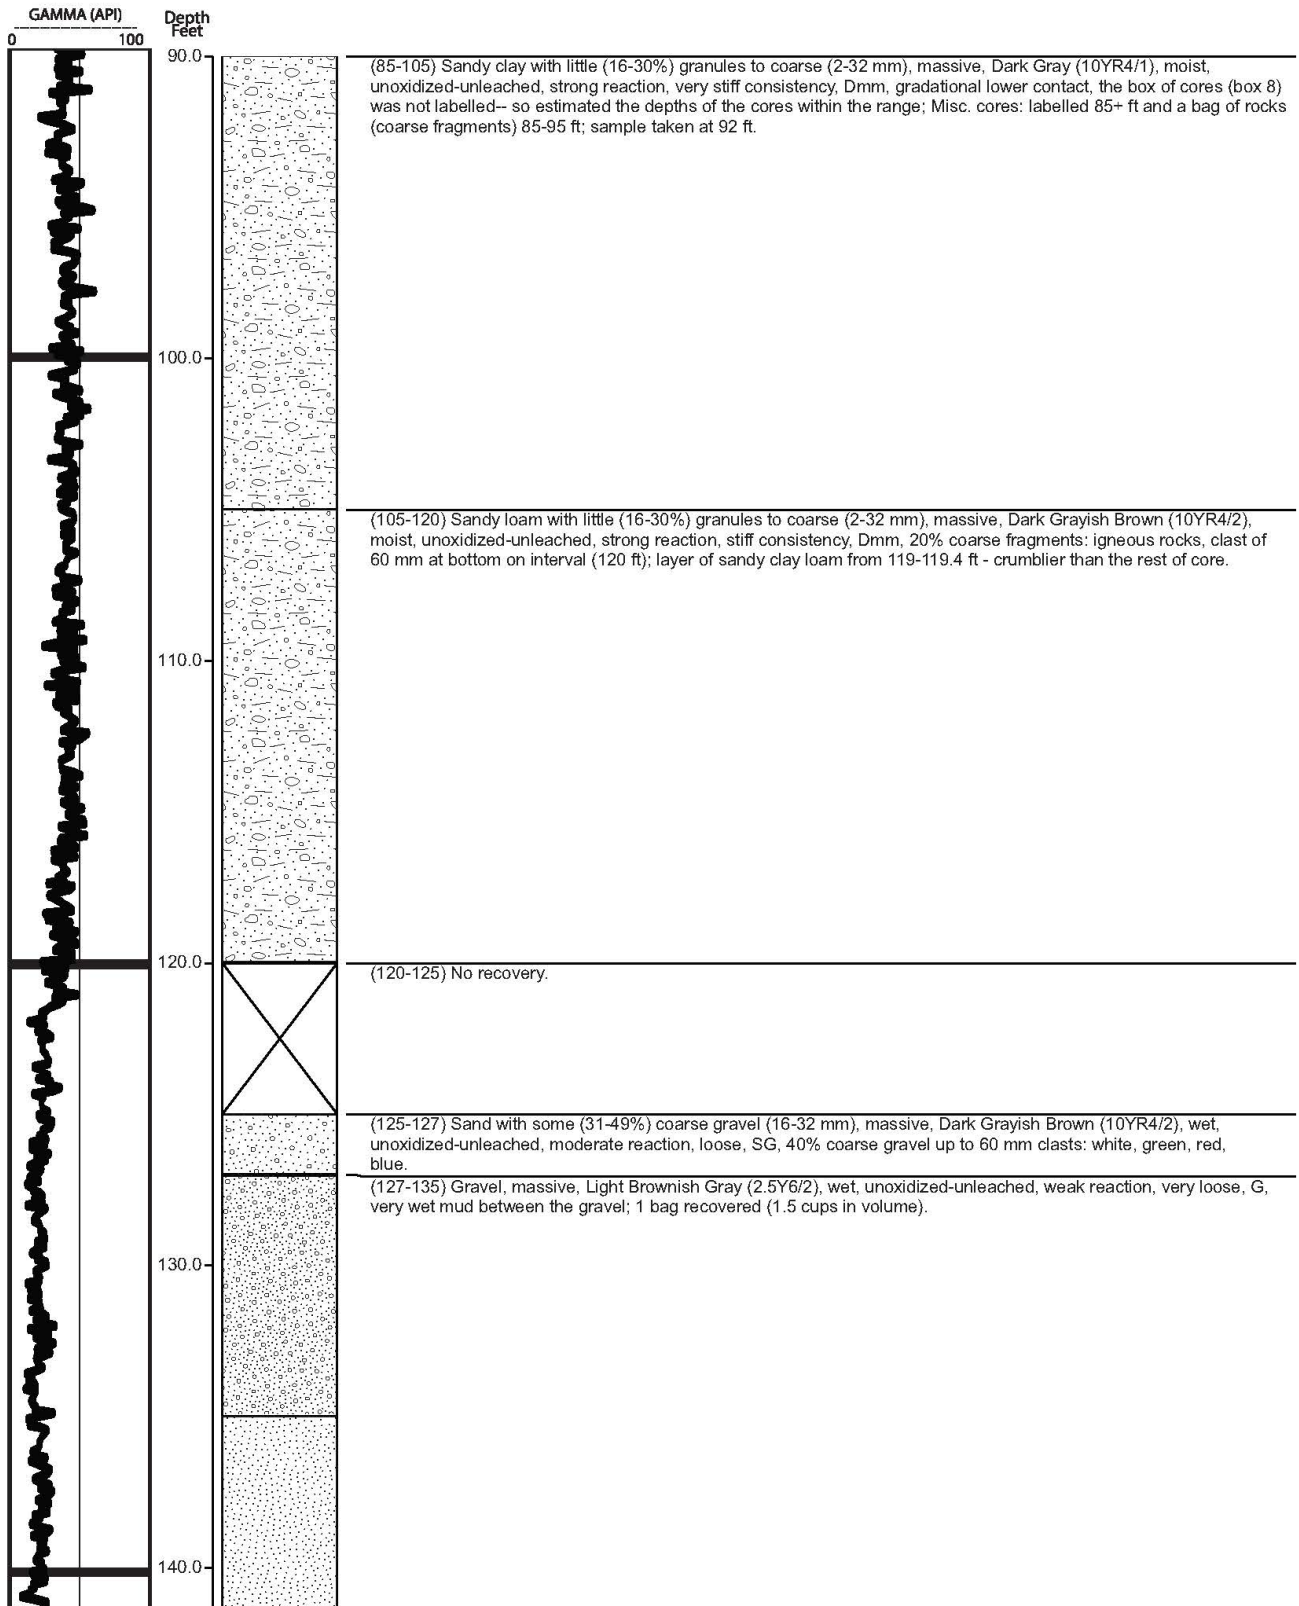 GAMMA (API)
0 100
Depth
Feet
90.0
(85-105) Sandy clay with little (16-30%) granules to coarse (2-32 mm), massive, Dark Gray (10YR4/1), moist,
unoxidized-unleached, strong reaction, very stiff consistency, Dmm, gradational lower contact, the box of cores (box 8)
was not labelled-- so estimated the depths of the cores within the range; Misc. cores: labelled 85+ ft and a bag of rocks
(coarse fragments) 85-95 ft; sample taken at 92 ft.
100.0
(105-120) Sandy loam with little (16-30%) granules to coarse (2-32 mm), massive, Dark Grayish Brown (10YR4/2),
moist, unoxidized-unleached, strong reaction, stiff consistency, Dmm, 20% coarse fragments: igneous rocks, clast of
60 mm at bottom on interval (120 ft); layer of sandy clay loam from 119-119.4 ft - crumblier than the rest of core.
110.0
120.0
(120-125) No recovery.
(125-127) Sand with some (31-49%) coarse gravel (16-32 mm), massive, Dark Grayish Brown (10YR4/2), wet,
unoxidized-unleached, moderate reaction, loose, SG, 40% coarse gravel up to 60 mm clasts: white, green, red,
blue.
(127-135) Gravel, massive, Light Brownish Gray (2.5Y6/2), wet, unoxidized-unleached, weak reaction, very loose, G,
very wet mud between the gravel; 1 bag recovered (1.5 cups in volume).
130.0
140.0